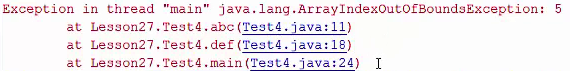 Exception in thread "main" java.lang.ArrayIndexOutOfBoundsException: 5
at Lesson27.Test4.abc(Test4.java:11)
at Lesson27.Test4.def(Test4.java:18)
at Lesson27.Test4.main(Test4.java:24)